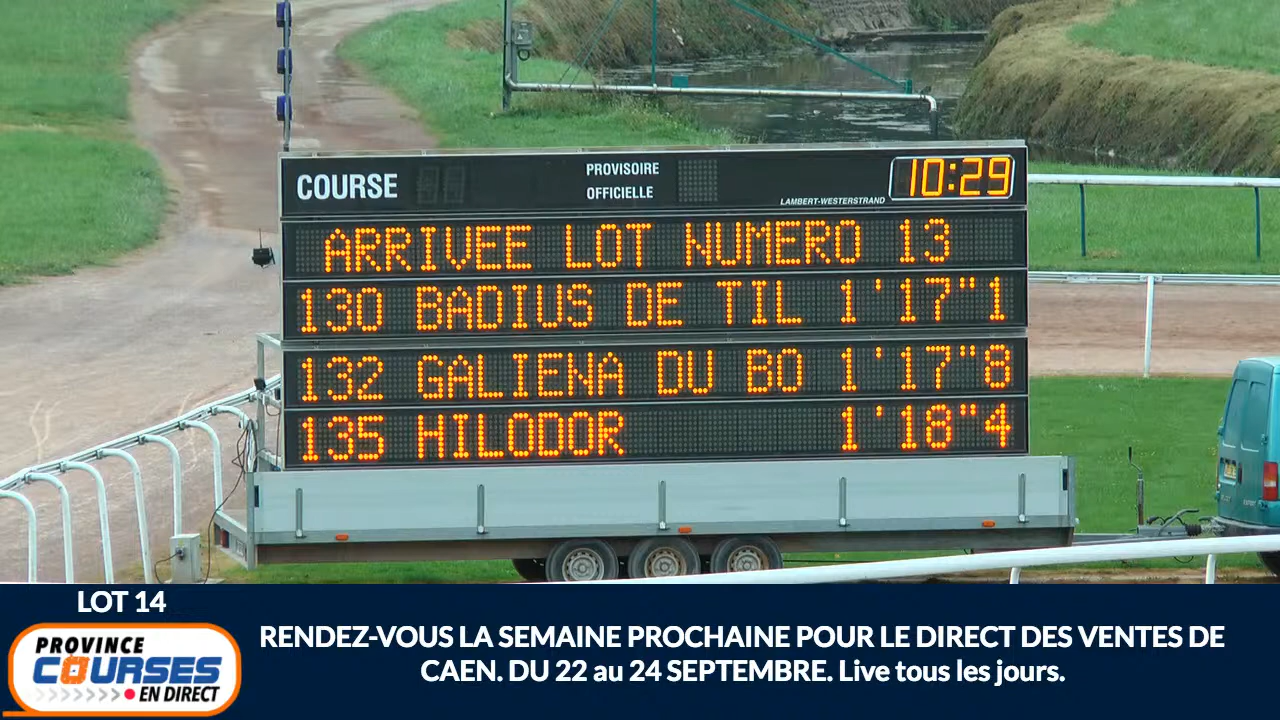 COURSE
PROVISOIRE
OFFICIELLE
10:29
LAMBERT-WESTERSTRAND
ARRIVEE LOT NUMERO 13
130 BADIUS DE TIL 1'17"1
132 GALIENA DU BO 1'17"8
135 HILODOR 1'18"4
LOT 14
PROVINCE
COURSES
EN DIRECT
RENDEZ-VOUS LA SEMAINE PROCHAINE POUR LE DIRECT DES VENTES DE
CAEN. DU 22 au 24 SEPTEMBRE. Live tous les jours.